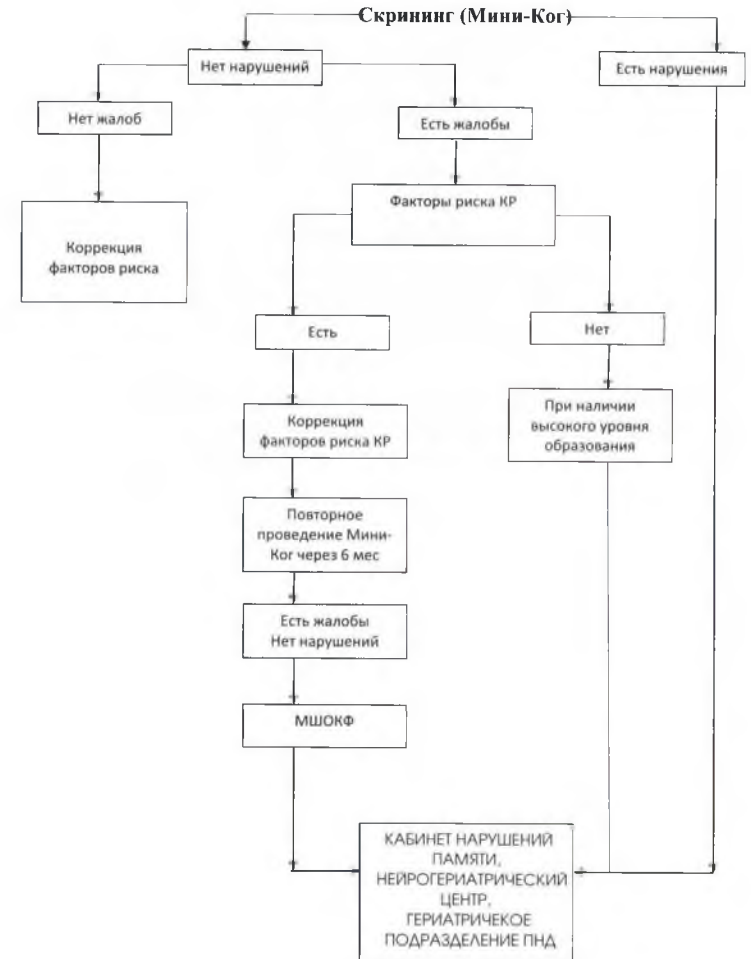 Скрининг (Мини-Ког)
Нет нарушений
Есть нарушения
Нет жалоб
Есть жалобы
Факторы риска КР
Коррекция
факторов риска
Есть
Нет
Коррекция
факторов риска КР
При наличии
высокого уровня
образования
Повторное
проведение Мини-
Ког через 6 мес
Есть жалобы
Нет нарушений
МШОКФ
КАБИНЕТ НАРУШЕНИЙ
ПАМЯТИ,
НЕЙРОГЕРИАТРИЧЕСКИЙ
ЦЕНТР,
ГЕРИАТРИЧЕКОЕ
ПОДРАЗДЕЛЕНИЕ ПНД